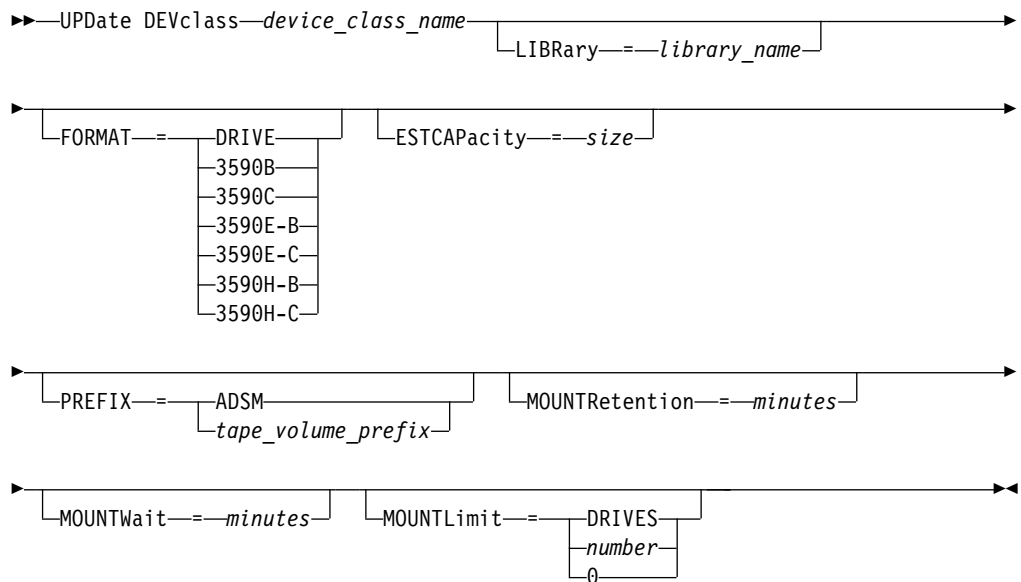 UPDate DEVclass device_class_name
LIBRary = library_name
FORMAT = DRIVE
3590B
3590C
3590E-B
3590E-C
3590H-B
3590H-C
ESTCAPacity = size
PREFIX = ADSM
tape_volume_prefix
MOUNTRetention = minutes
MOUNTWait = minutes
MOUNTLimit = DRIVES
number
0